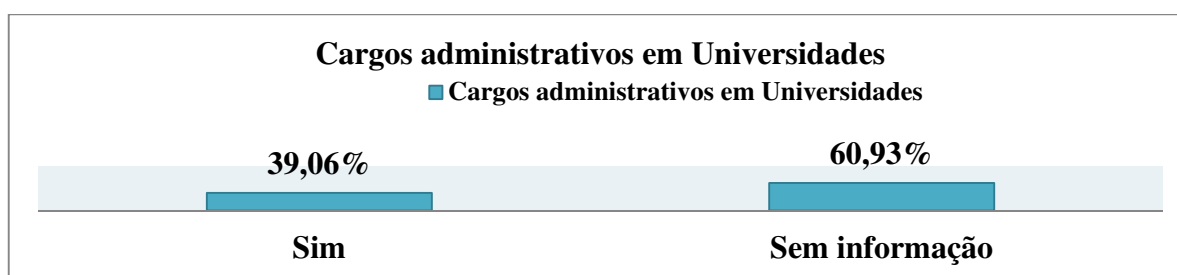 Cargos administrativos em Universidades
Cargos administrativos em Universidades
39,06%
60,93%
Sim
Sem informação